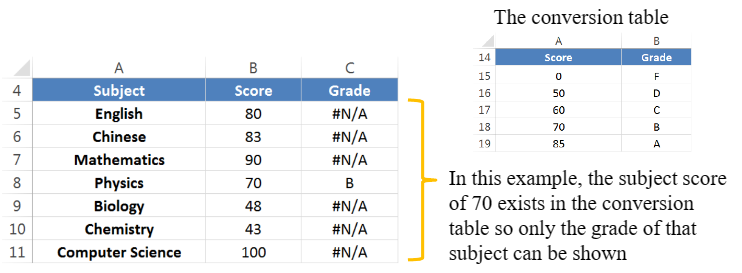 The conversion table
A B
14 Score Grade
15 0 F
16 50 D
17 60 C
18 70 B
19 85 A
A B C
4 Subject Score Grade
5 English 80 #N/A
6 Chinese 83 #N/A
7 Mathematics 90 #N/A
8 Physics 70 B
9 Biology 48 #N/A
10 Chemistry 43 #N/A
11 Computer Science 100 #N/A
In this example, the subject score
of 70 exists in the conversion
table so only the grade of that
subject can be shown